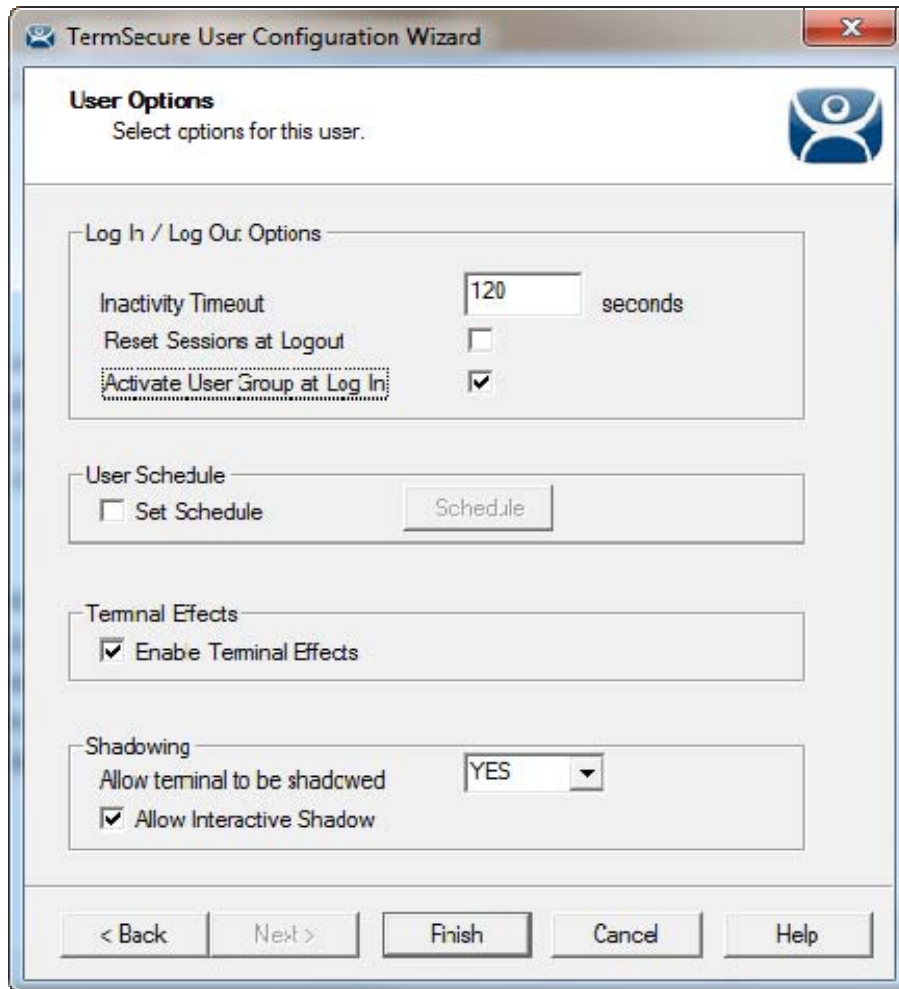 TermSecure User Configuration Wizard
User Options
Select options for this user.
Log In / Log Out Options
Inactivity Timeout 120 seconds
Reset Sessions at Logout
Activate User Group at Log In
User Schedule
Set Schedule Schedule
Terminal Effects
Enable Terminal Effects
Shadowing
Allow terminal to be shadowed YES
Allow Interactive Shadow
< Back Next > Finish Cancel Help